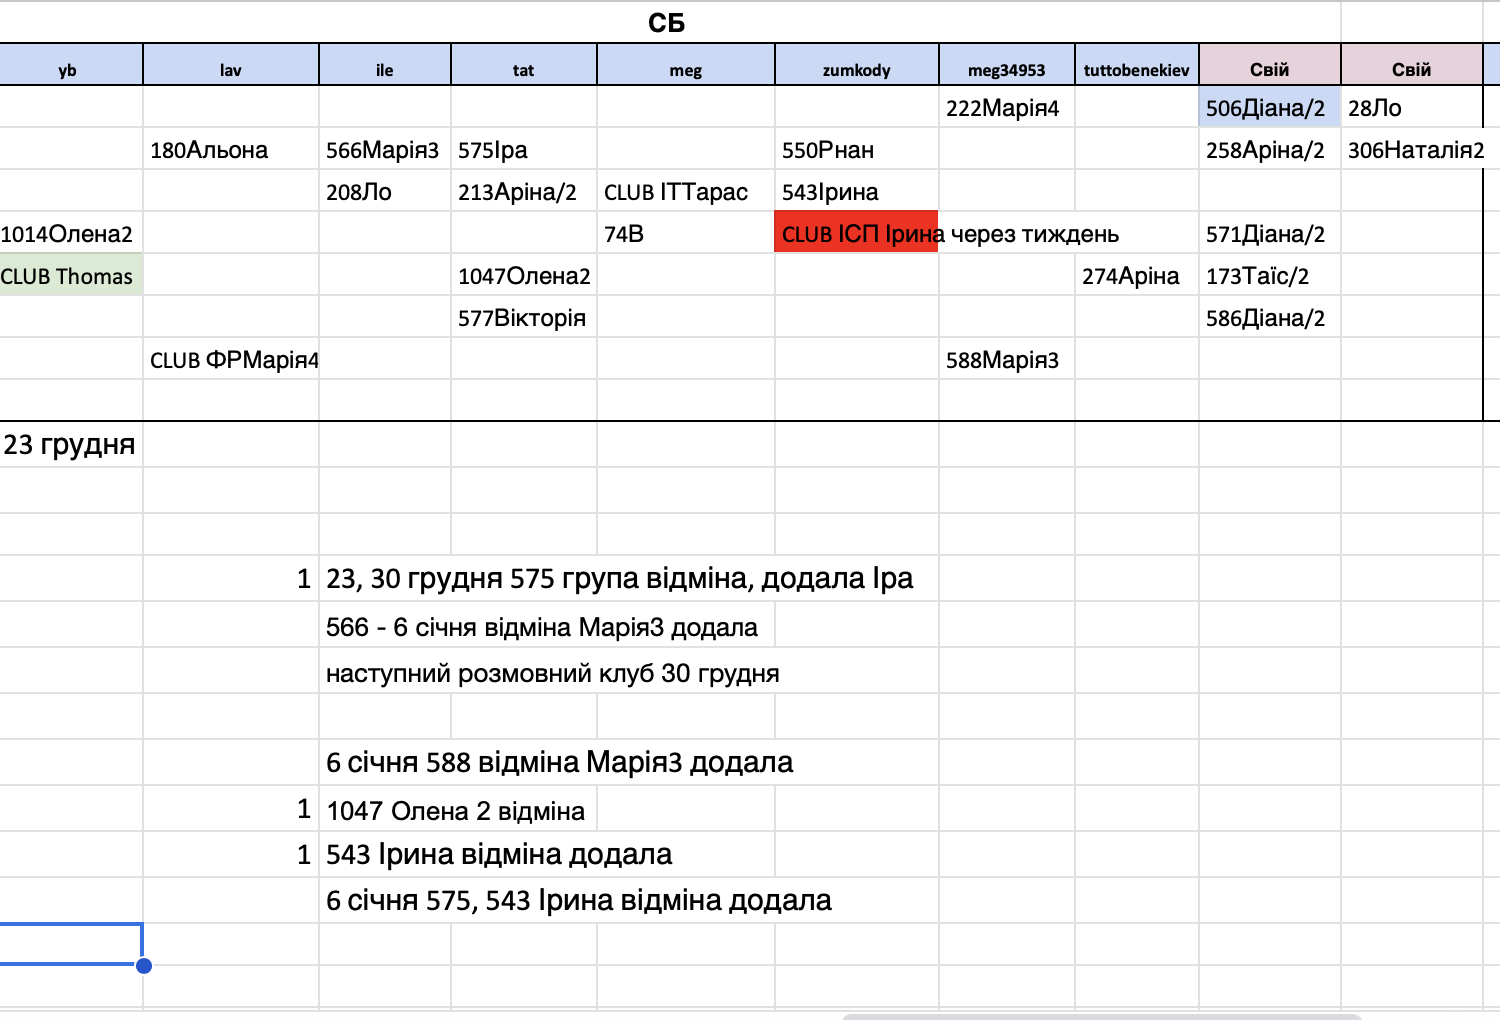 СБ
yb lav ile tat meg zumkody meg34953 tuttobenekiev Свій Свій
222Марія4 506Діана/2 28Ло
180Альона 566Марія3 575Іра 550Рнан 258Аріна/2 306Наталія2
208Ло 213Аріна/2 CLUB ІТТарас 543Ірина
1014Олена2 74В CLUB ІСП Ірина через тиждень 571Діана/2
CLUB Thomas 1047Олена2 274Аріна 173Таїс/2
577Вікторія 586Діана/2
CLUB ФРМарія4 588Марія3
23 грудня
1 23, 30 грудня 575 група відміна, додала Іра
566 - 6 січня відміна Марія3 додала
наступний розмовний клуб 30 грудня
6 січня 588 відміна Марія3 додала
1 1047 Олена 2 відміна
1 543 Ірина відміна додала
6 січня 575, 543 Ірина відміна додала